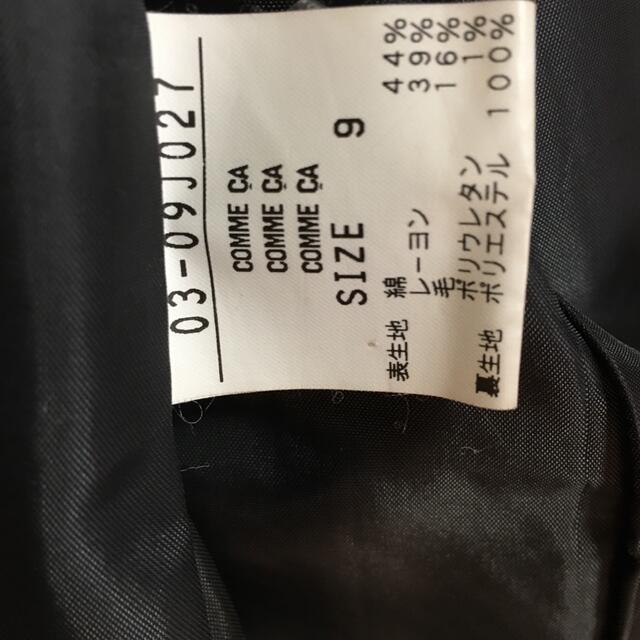 03-09J027
COMME ÇA
COMME ÇA
COMME ÇA
SIZE 9
表生地 綿 44%
レーヨン 39%
毛 16%
ポリウレタン 1%
裏生地 ポリエステル 100%